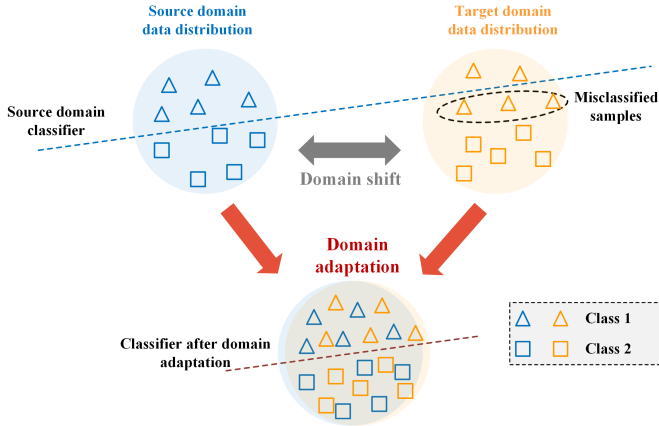 Source domain
data distribution
Target domain
data distribution
Source domain
classifier
Misclassified
samples
Domain shift
Domain
adaptation
Classifier after domain
adaptation
Class 1
Class 2